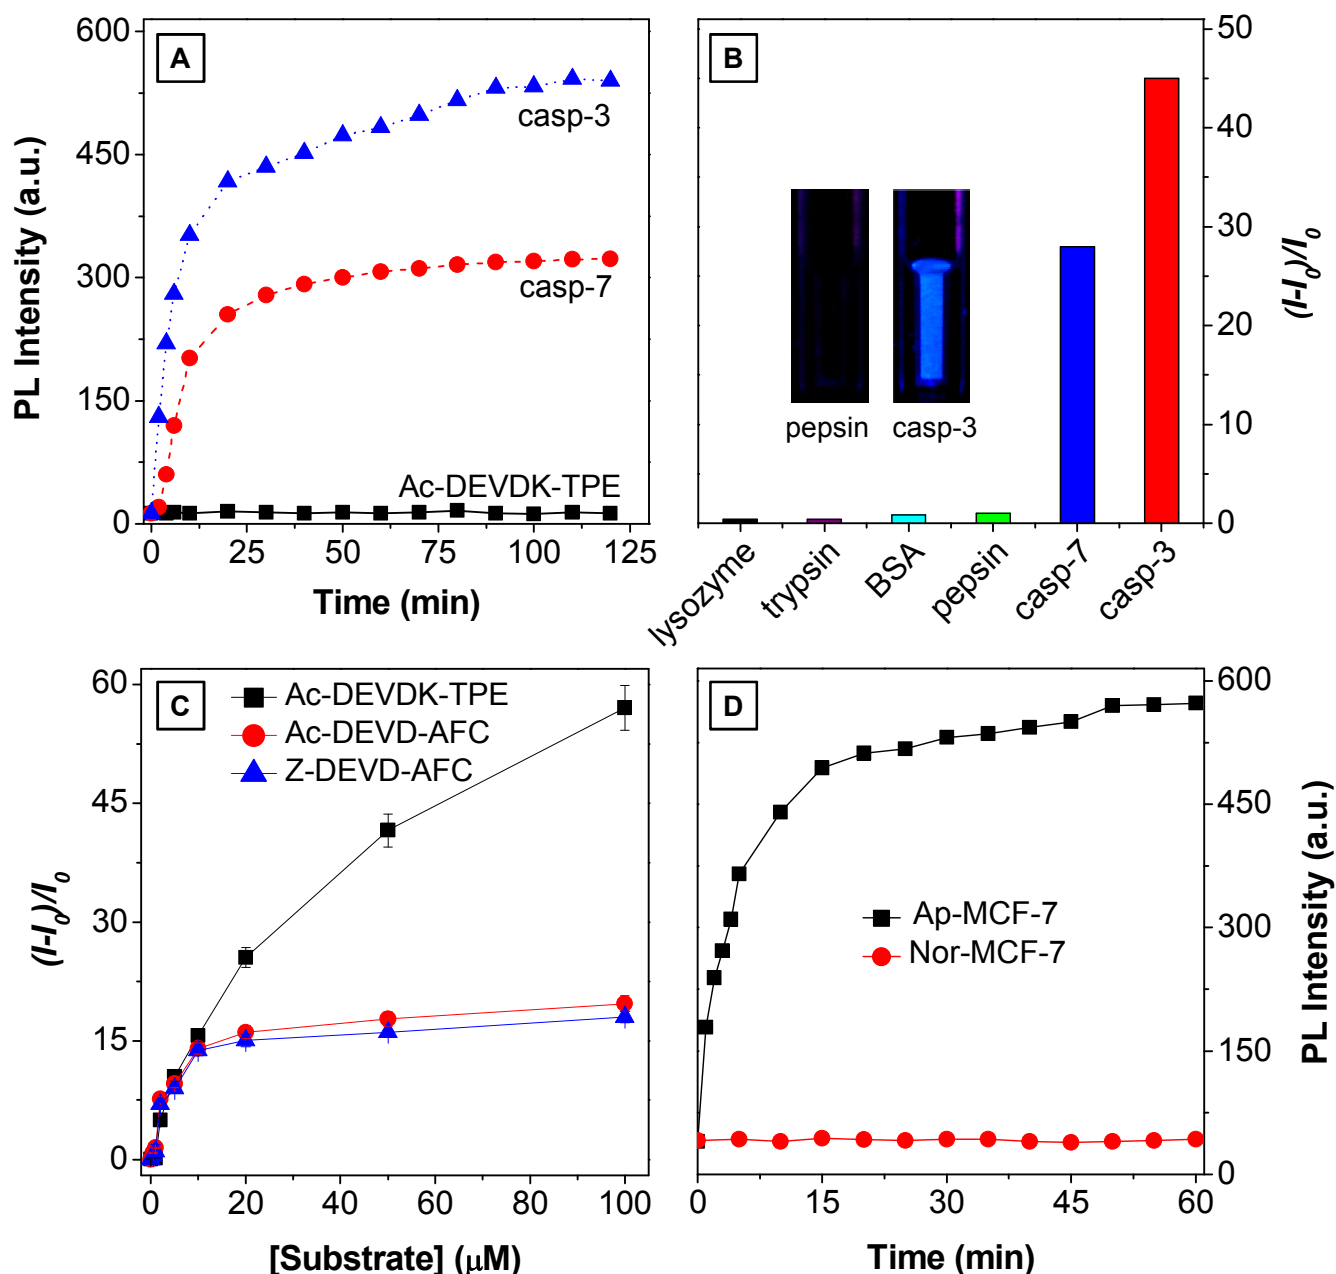 A
600
450
300
150
0
PL Intensity (a.u.)
casp-3
casp-7
Ac-DEVDK-TPE
0 25 50 75 100 125
Time (min)
B
50
40
30
20
10
0
(I-I0)/I0
pepsin casp-3
lysozyme
trypsin
BSA
pepsin
casp-7
casp-3
C
60
45
30
15
0
(I-I0)/I0
Ac-DEVDK-TPE
Ac-DEVD-AFC
Z-DEVD-AFC
0 20 40 60 80 100
[Substrate] (μM)
D
600
450
300
150
0
PL Intensity (a.u.)
Ap-MCF-7
Nor-MCF-7
0 15 30 45 60
Time (min)